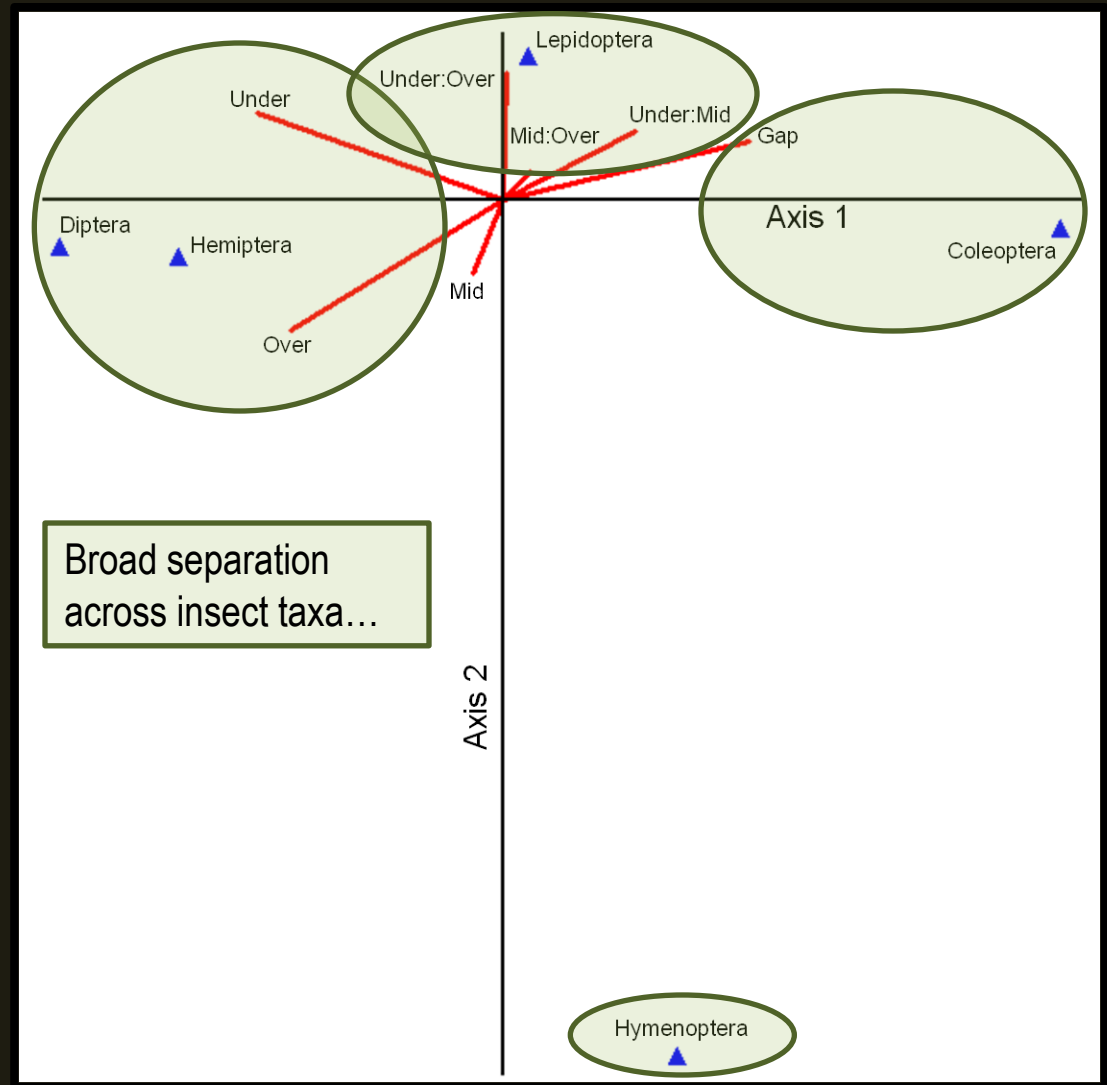 Lepidoptera
Under:Over
Under
Under:Mid
Mid:Over
Gap
Axis 1
Diptera
Hemiptera
Coleoptera
Mid
Over
Broad separation
across insect taxa…
Axis 2
Hymenoptera